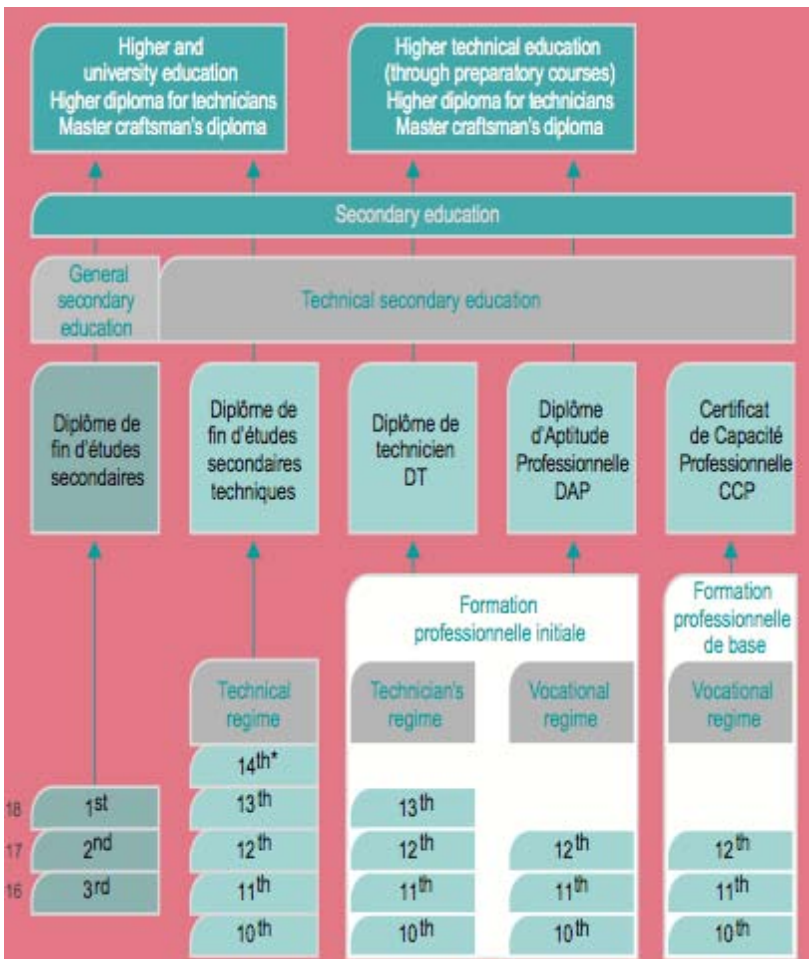 Higher and
university education
Higher diploma for technicians
Master craftsman's diploma
Higher technical education
(through preparatory courses)
Higher diploma for technicians
Master craftsman's diploma
Secondary education
General
secondary
education
Technical secondary education
Diplôme de
fin d'études
secondaires
Diplôme de
fin d'études
secondaires
techniques
Diplôme de
technicien
DT
Diplôme
d'Aptitude
Professionnelle
DAP
Certificat
de Capacité
Professionnelle
CCP
Formation
professionnelle initiale
Formation
professionnelle
de base
Technical
regime
Technician's
regime
Vocational
regime
Vocational
regime
14th*
18 1st 13th 13th
17 2nd 12th 12th 12th 12th
16 3rd 11th 11th 11th 11th
10th 10th 10th 10th